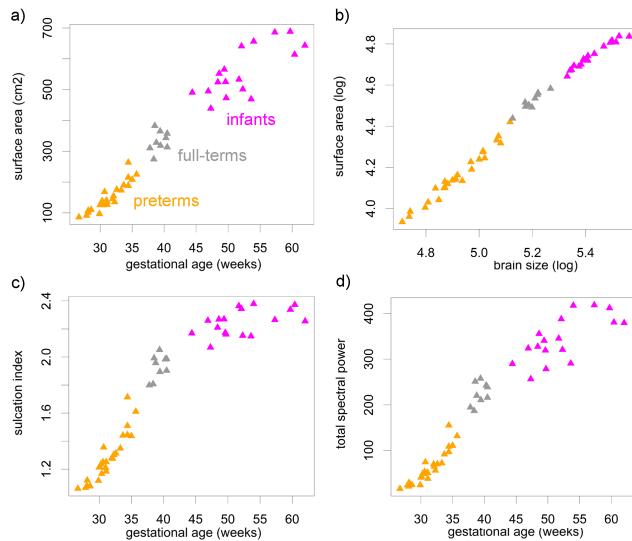 a)
surface area (cm2)
700
500
300
100
infants
full-terms
preterms
30 35 40 45 50 55 60
gestational age (weeks)
b)
surface area (log)
4.8
4.6
4.4
4.2
4.0
4.8 5.0 5.2 5.4
brain size (log)
c)
sulcation index
2.4
2.0
1.6
1.2
30 35 40 45 50 55 60
gestational age (weeks)
d)
total spectral power
400
300
200
100
30 35 40 45 50 55 60
gestational age (weeks)